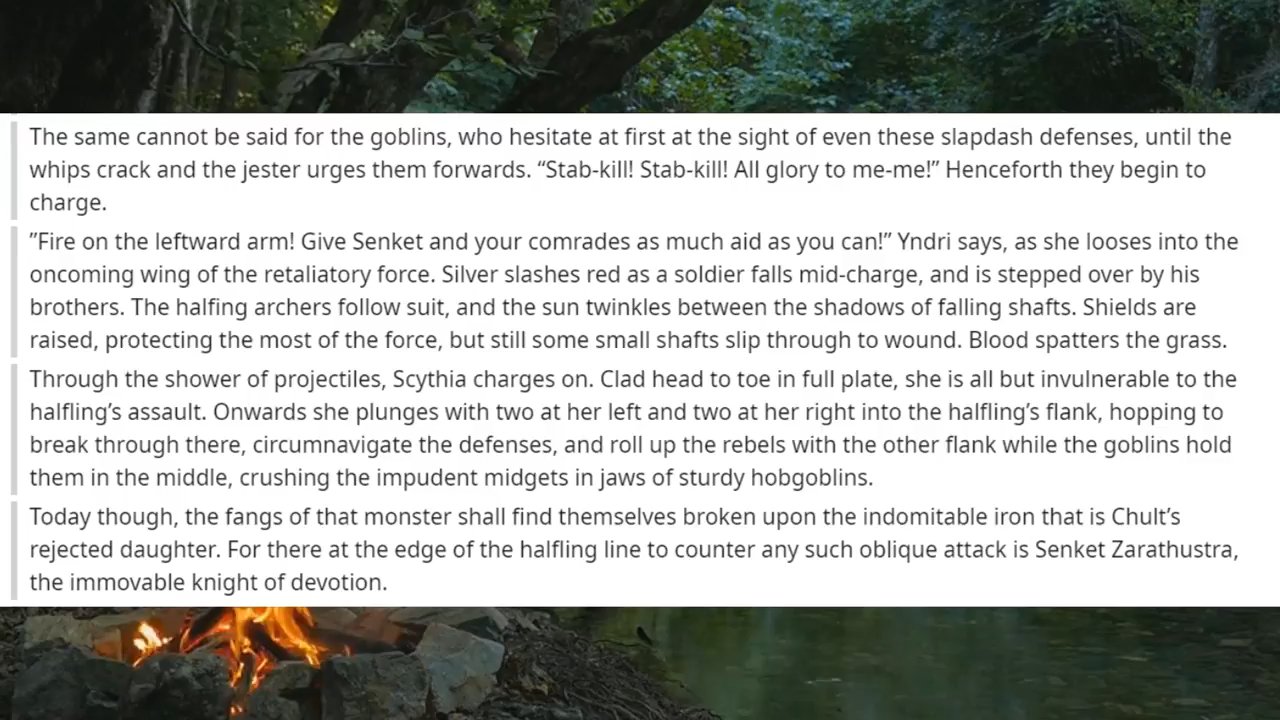 The same cannot be said for the goblins, who hesitate at first at the sight of even these slapdash defenses, until the
whips crack and the jester urges them forwards. “Stab-kill! Stab-kill! All glory to me-me!” Henceforth they begin to
charge.
”Fire on the leftward arm! Give Senket and your comrades as much aid as you can!” Yndri says, as she looses into the
oncoming wing of the retaliatory force. Silver slashes red as a soldier falls mid-charge, and is stepped over by his
brothers. The halfing archers follow suit, and the sun twinkles between the shadows of falling shafts. Shields are
raised, protecting the most of the force, but still some small shafts slip through to wound. Blood spatters the grass.
Through the shower of projectiles, Scythia charges on. Clad head to toe in full plate, she is all but invulnerable to the
halfling’s assault. Onwards she plunges with two at her left and two at her right into the halfling’s flank, hopping to
break through there, circumnavigate the defenses, and roll up the rebels with the other flank while the goblins hold
them in the middle, crushing the impudent midgets in jaws of sturdy hobgoblins.
Today though, the fangs of that monster shall find themselves broken upon the indomitable iron that is Chult’s
rejected daughter. For there at the edge of the halfling line to counter any such oblique attack is Senket Zarathustra,
the immovable knight of devotion.